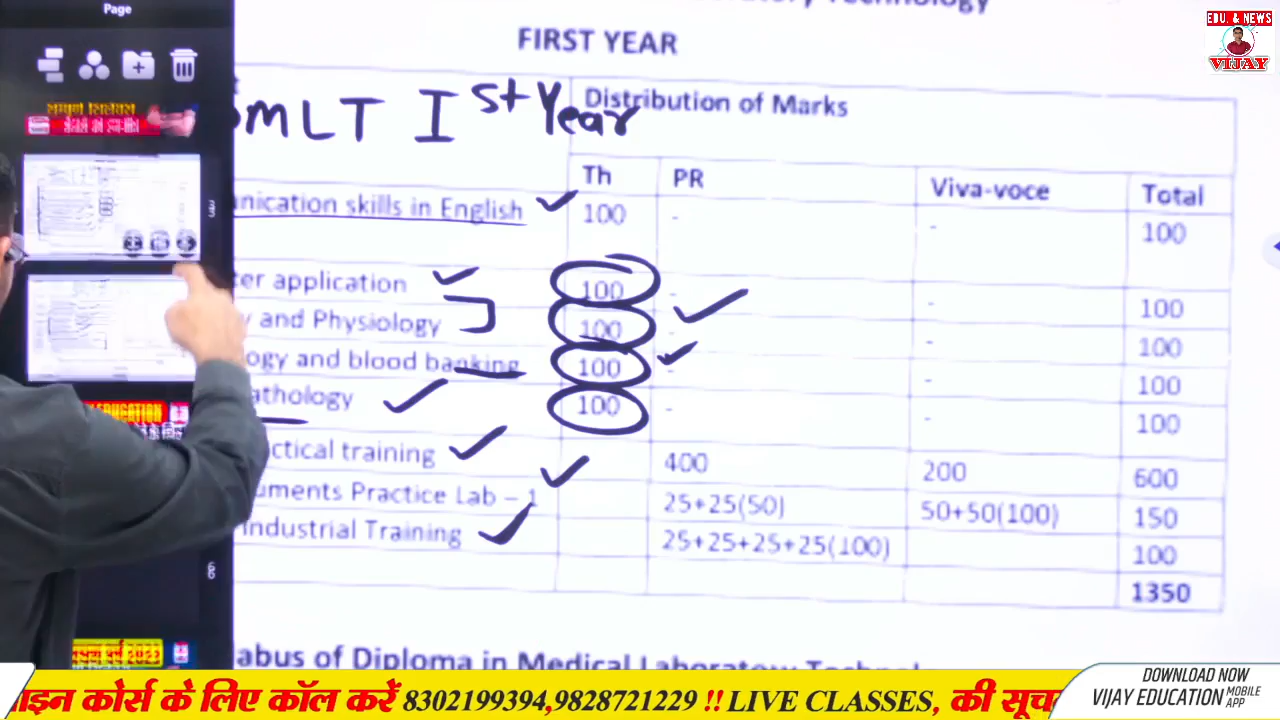 Page
oratory Technology
EDU. & NEWS
VIJAY
FIRST YEAR
MLT Ist Year
Distribution of Marks
Th PR Viva-voce Total
nication skills in English 100 - - 100
ter application 100 - - 100
y and Physiology 100 - - 100
ogy and blood banking 100 - - 100
athology 100 - - 100
ctical training 400 200 600
uments Practice Lab – 1 25+25(50) 50+50(100) 150
Industrial Training 25+25+25+25(100) 100
1350
EDUCATION
labus of Diploma in Medical Laboratory Technol
इन कोर्स के लिए कॉल करें 8302199394,9828721229 !! LIVE CLASSES, की सूच
DOWNLOAD NOW
VIJAY EDUCATION MOBILE APP